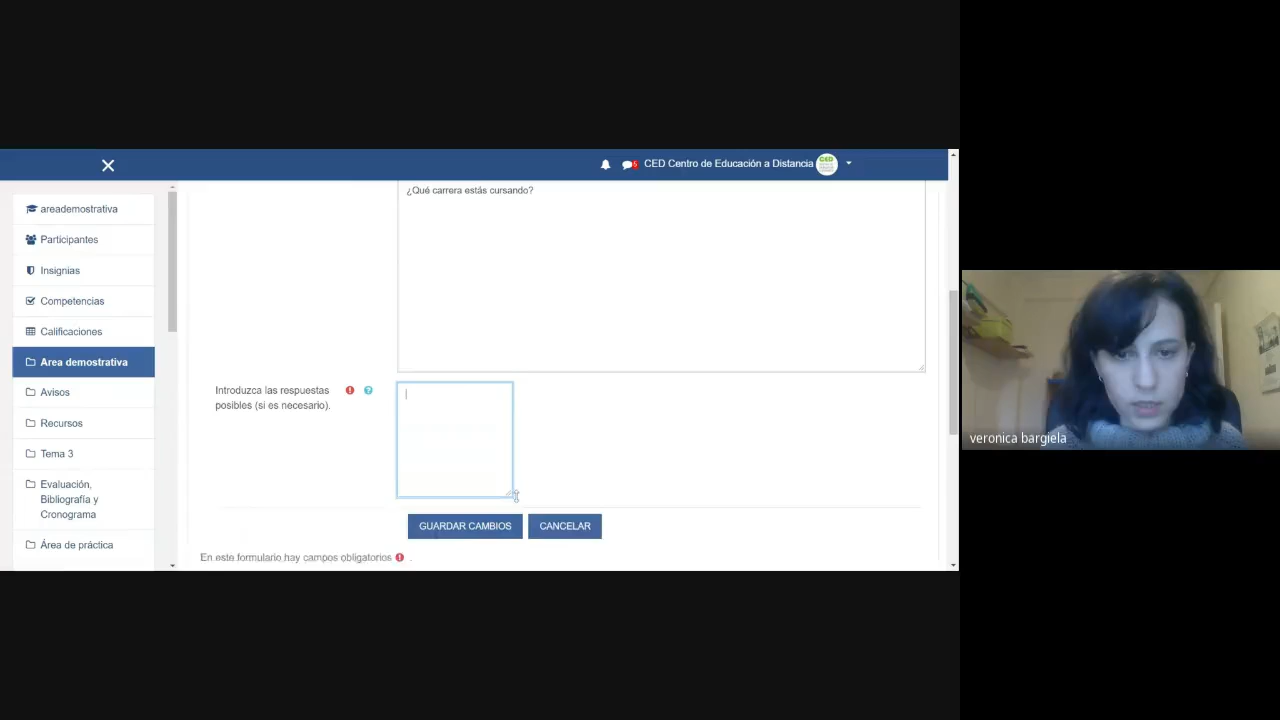 CED Centro de Educación a Distancia
5
areademostrativa
Participantes
Insignias
Competencias
Calificaciones
Area demostrativa
Avisos
Recursos
Tema 3
Evaluación,
Bibliografía y
Cronograma
Área de práctica
¿Qué carrera estás cursando?
Introduzca las respuestas
posibles (si es necesario).
GUARDAR CAMBIOS
CANCELAR
En este formulario hay campos obligatorios .
veronica bargiela